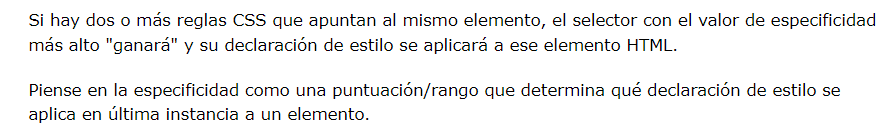 Si hay dos o más reglas CSS que apuntan al mismo elemento, el selector con el valor de especificidad
más alto "ganará" y su declaración de estilo se aplicará a ese elemento HTML.
Piense en la especificidad como una puntuación/rango que determina qué declaración de estilo se
aplica en última instancia a un elemento.